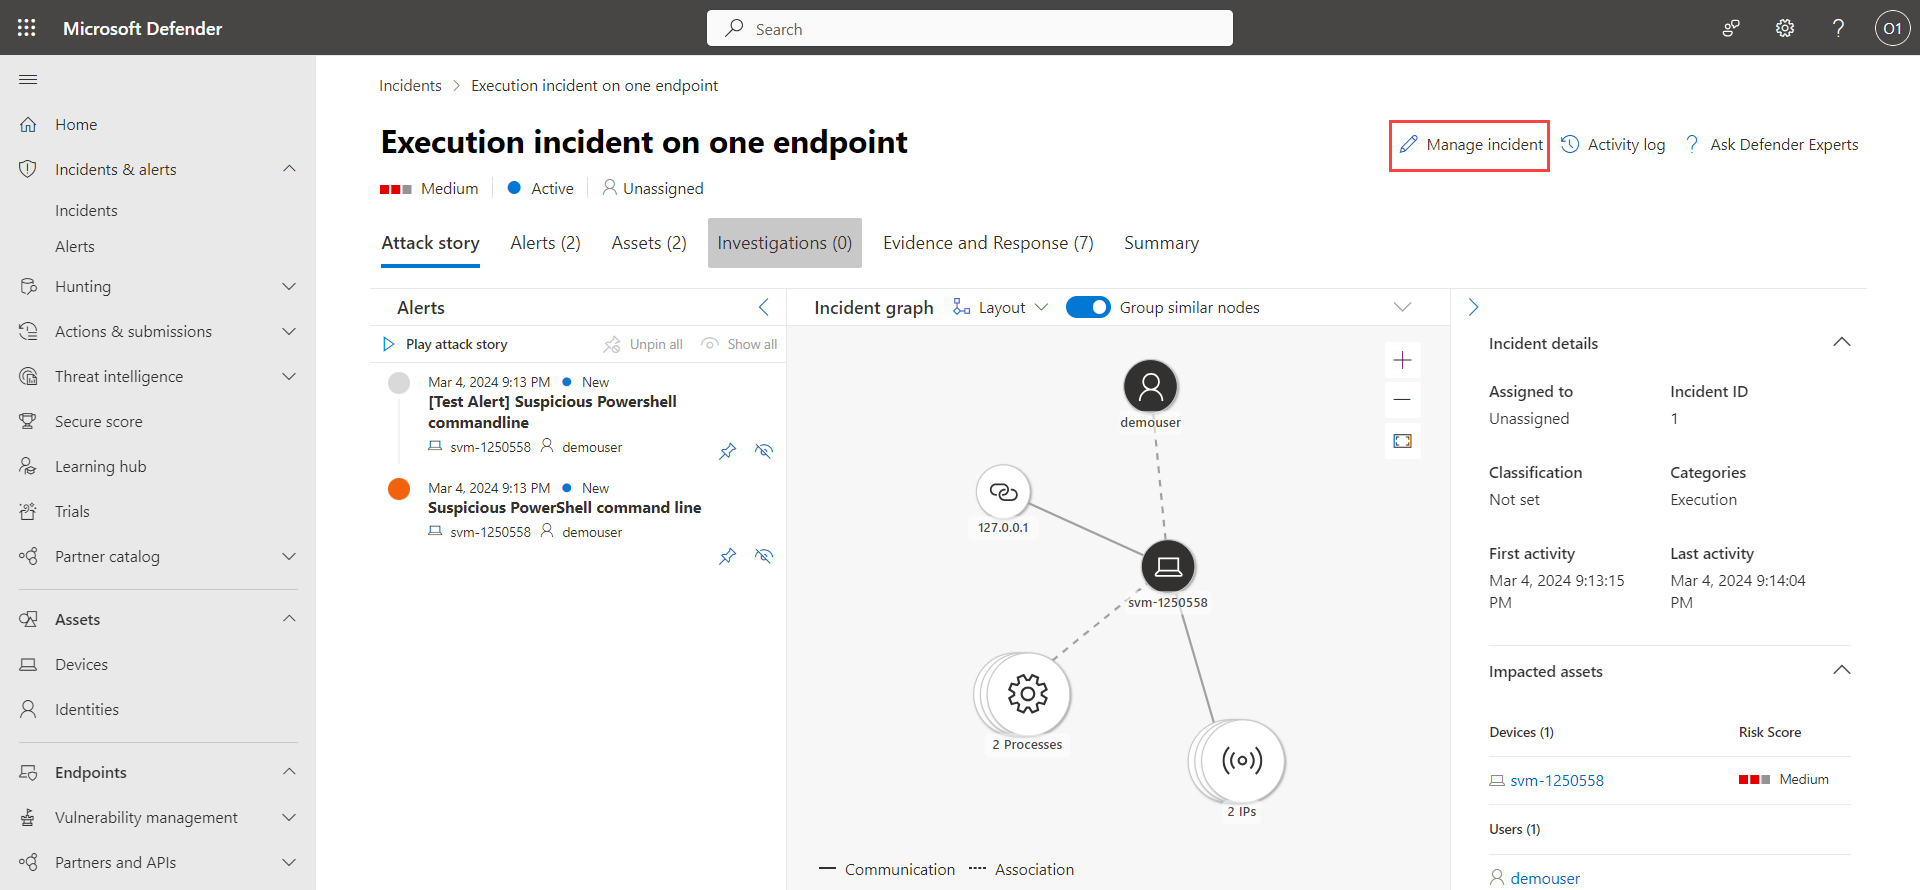 Microsoft Defender
Search
O1
Home
Incidents & alerts
Incidents
Alerts
Hunting
Actions & submissions
Threat intelligence
Secure score
Learning hub
Trials
Partner catalog
Assets
Devices
Identities
Endpoints
Vulnerability management
Partners and APIs
Incidents > Execution incident on one endpoint
Execution incident on one endpoint
Manage incident
Activity log
Ask Defender Experts
Medium
Active
Unassigned
Attack story
Alerts (2)
Assets (2)
Investigations (0)
Evidence and Response (7)
Summary
Alerts
Play attack story
Unpin all
Show all
Mar 4, 2024 9:13 PM
New
[Test Alert] Suspicious Powershell
commandline
svm-1250558
demouser
Mar 4, 2024 9:13 PM
New
Suspicious PowerShell command line
svm-1250558
demouser
Incident graph
Layout
Group similar nodes
demouser
127.0.0.1
svm-1250558
2 Processes
2 IPs
Communication
Association
Incident details
Assigned to
Unassigned
Incident ID
1
Classification
Not set
Categories
Execution
First activity
Mar 4, 2024 9:13:15
PM
Last activity
Mar 4, 2024 9:14:04
PM
Impacted assets
Devices (1)
Risk Score
svm-1250558
Medium
Users (1)
demouser